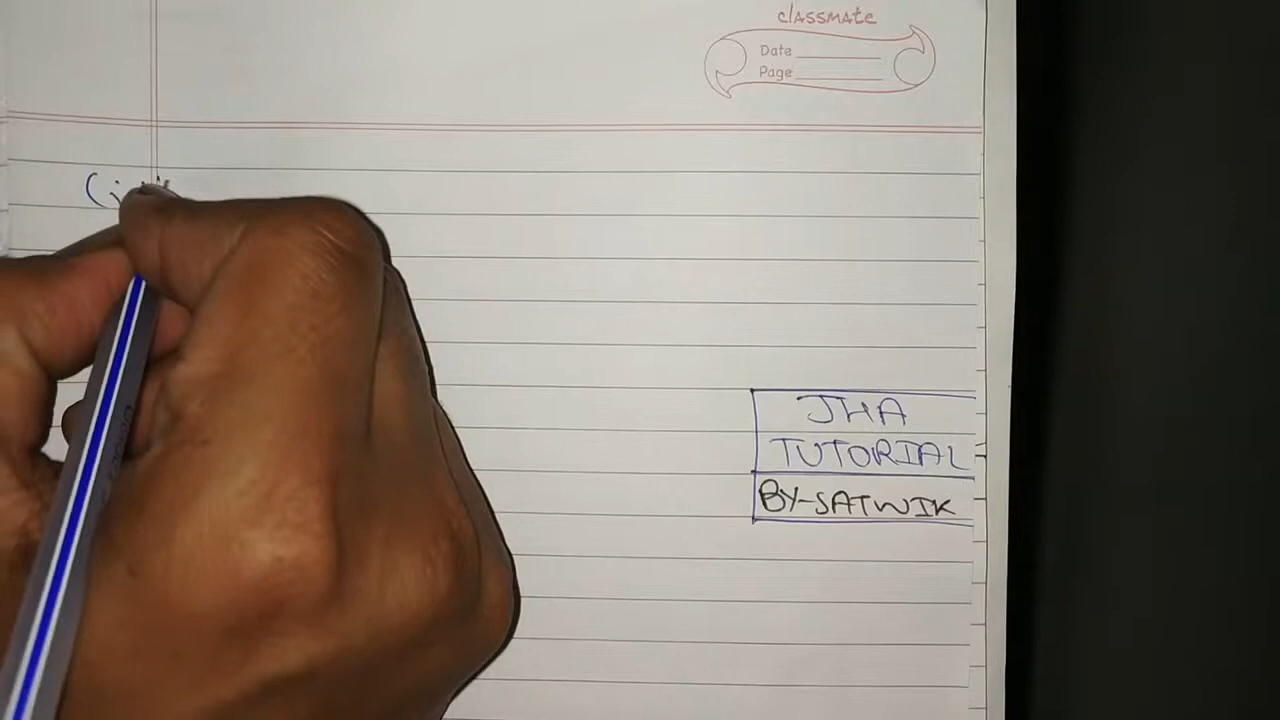 classmate
Date
Page
(i
JHA
TUTORIAL
BY-SATWIK